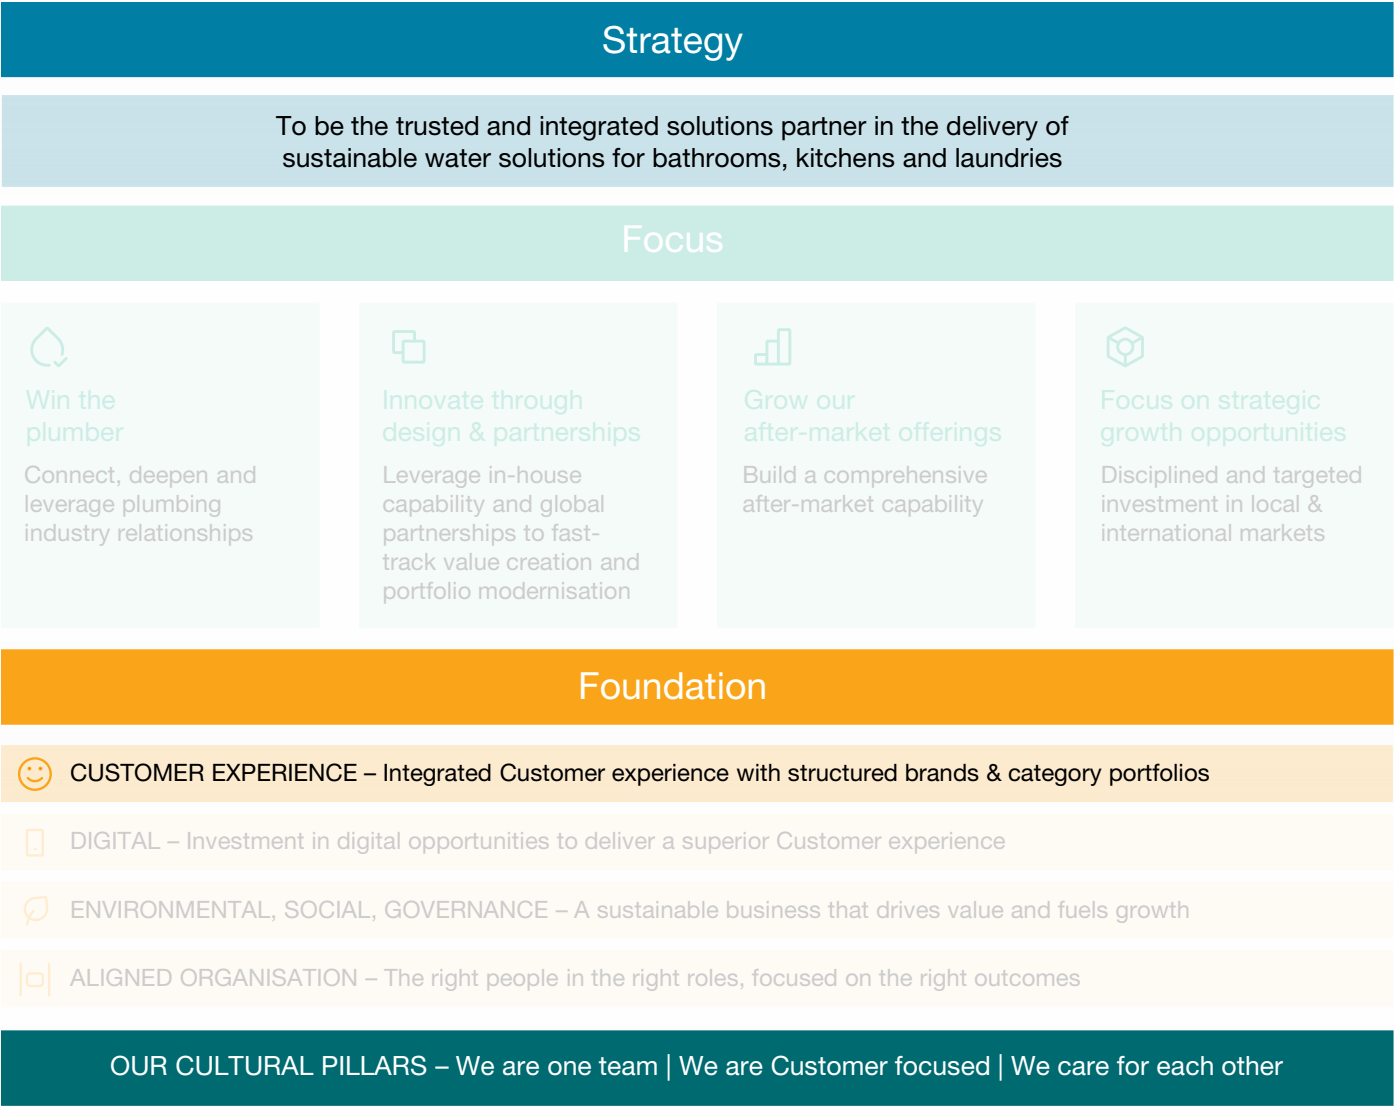 Strategy
To be the trusted and integrated solutions partner in the delivery of
sustainable water solutions for bathrooms, kitchens and laundries
Focus
Win the
plumber
Connect, deepen and
leverage plumbing
industry relationships
Innovate through
design & partnerships
Leverage in-house
capability and global
partnerships to fast-
track value creation and
portfolio modernisation
Grow our
after-market offerings
Build a comprehensive
after-market capability
Focus on strategic
growth opportunities
Disciplined and targeted
investment in local &
international markets
Foundation
CUSTOMER EXPERIENCE – Integrated Customer experience with structured brands & category portfolios
DIGITAL – Investment in digital opportunities to deliver a superior Customer experience
ENVIRONMENTAL, SOCIAL, GOVERNANCE – A sustainable business that drives value and fuels growth
ALIGNED ORGANISATION – The right people in the right roles, focused on the right outcomes
OUR CULTURAL PILLARS – We are one team | We are Customer focused | We care for each other